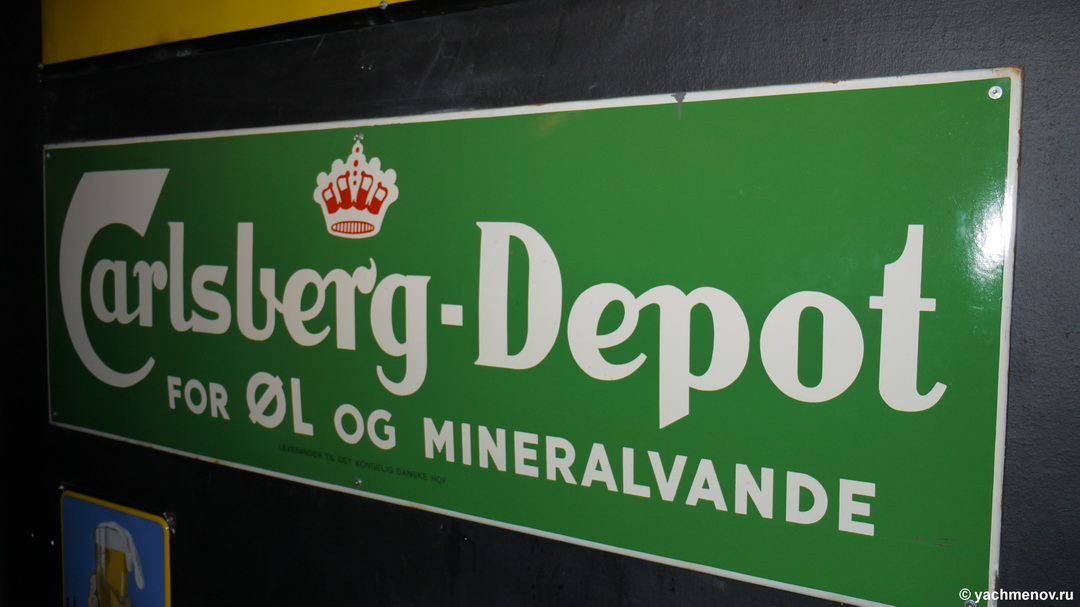 Carlsberg-Depot
FOR ØL OG MINERALVANDE
LEVERANDØR TIL DET KONGELIG DANSKE HOF
© yachmenov.ru